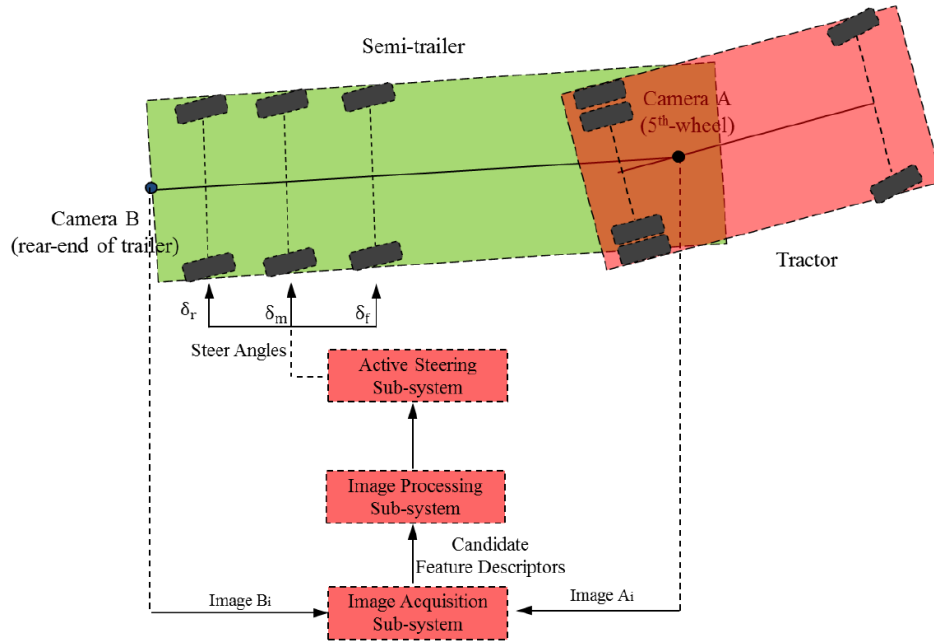 Semi-trailer
Camera A
(5th-wheel)
Camera B
(rear-end of trailer)
Tractor
δr
δm
δf
Steer Angles
Active Steering
Sub-system
Image Processing
Sub-system
Candidate
Feature Descriptors
Image Bi
Image Acquisition
Sub-system
Image Ai